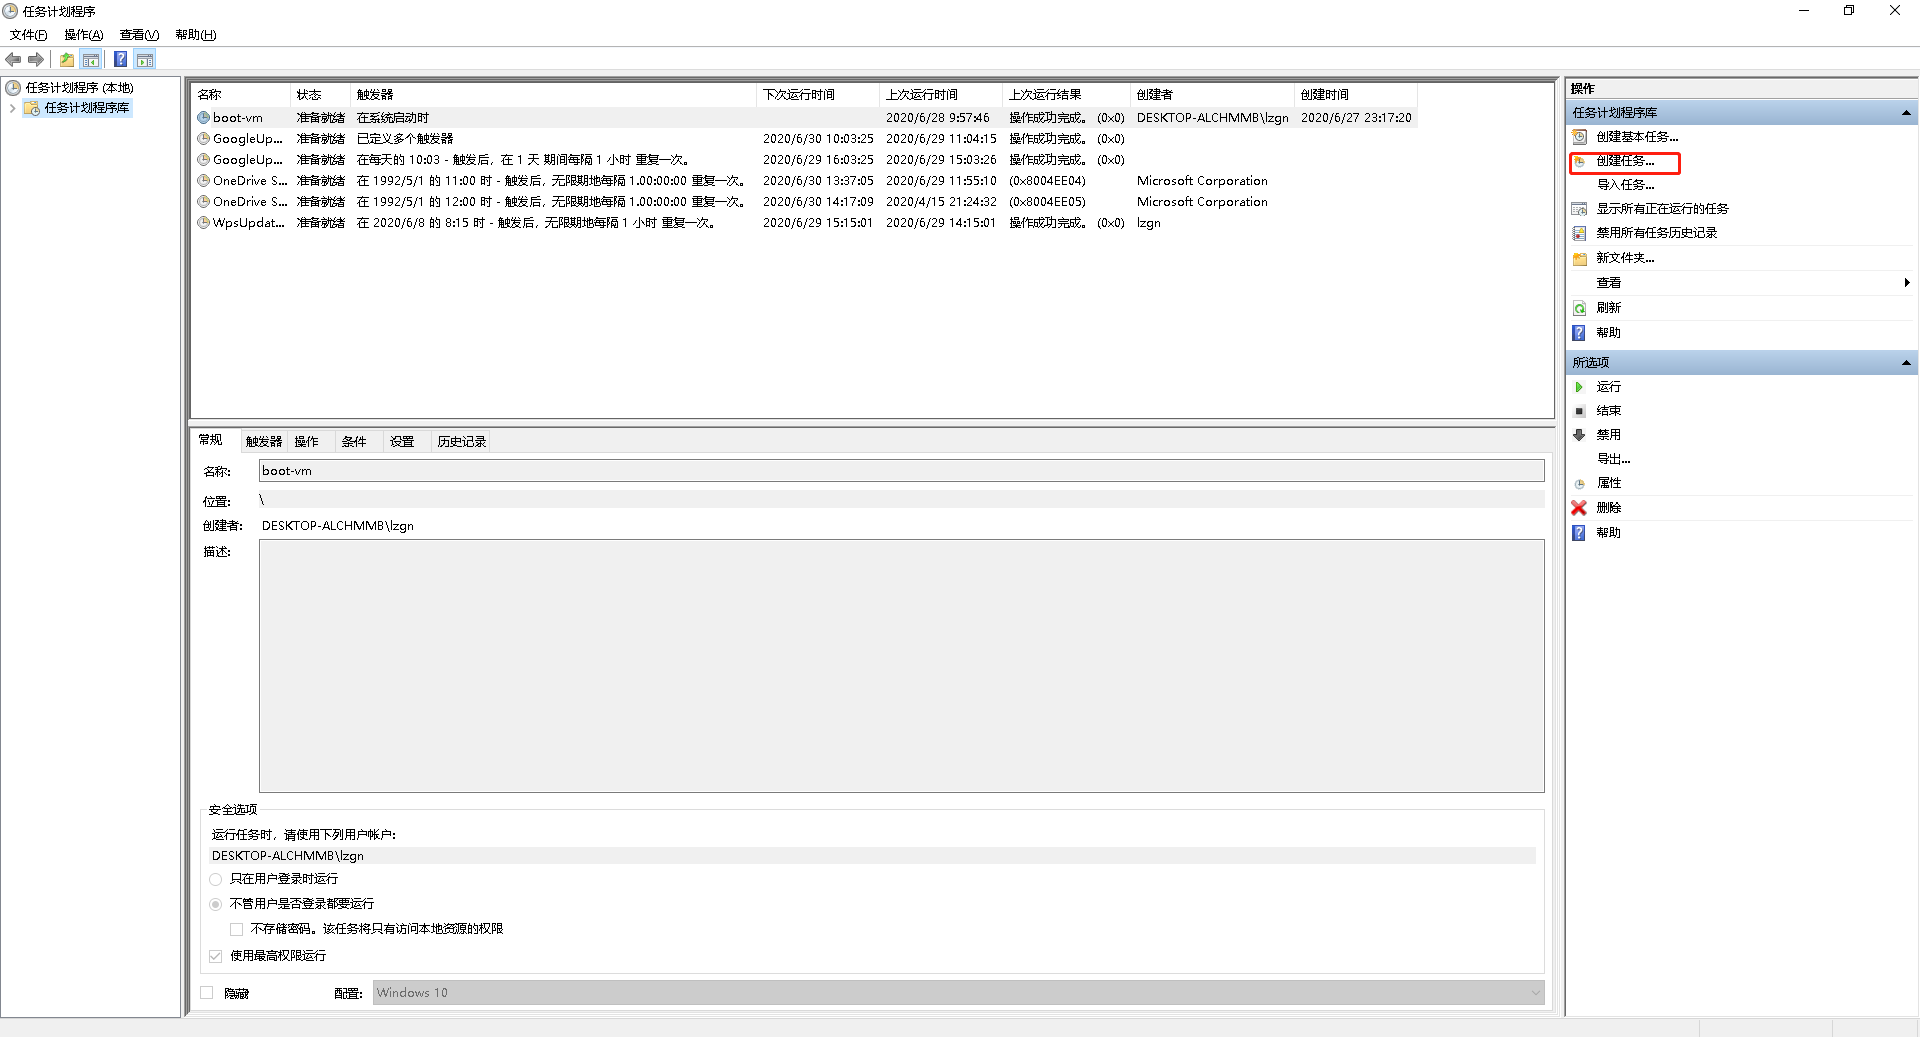 任务计划程序
文件(F) 操作(A) 查看(V) 帮助(H)
任务计划程序 (本地)
任务计划程序库
名称 状态 触发器 下次运行时间 上次运行时间 上次运行结果 创建者 创建时间
boot-vm 准备就绪 在系统启动时 2020/6/28 9:57:46 操作成功完成。 (0x0) DESKTOP-ALCHMMB\lzgn 2020/6/27 23:17:20
GoogleUp... 准备就绪 已定义多个触发器 2020/6/30 10:03:25 2020/6/29 11:04:15 操作成功完成。 (0x0)
GoogleUp... 准备就绪 在每天的 10:03 - 触发后，在 1 天 期间每隔 1 小时 重复一次。 2020/6/29 16:03:25 2020/6/29 15:03:26 操作成功完成。 (0x0)
OneDrive S... 准备就绪 在 1992/5/1 的 11:00 时 - 触发后，无限期地每隔 1.00:00:00 重复一次。 2020/6/30 13:37:05 2020/6/29 11:55:10 (0x8004EE04) Microsoft Corporation
OneDrive S... 准备就绪 在 1992/5/1 的 12:00 时 - 触发后，无限期地每隔 1.00:00:00 重复一次。 2020/6/30 14:17:09 2020/4/15 21:24:32 (0x8004EE05) Microsoft Corporation
WpsUpdat... 准备就绪 在 2020/6/8 的 8:15 时 - 触发后，无限期地每隔 1 小时 重复一次。 2020/6/29 15:15:01 2020/6/29 14:15:01 操作成功完成。 (0x0) lzgn
常规 触发器 操作 条件 设置 历史记录
名称: boot-vm
位置: \
创建者: DESKTOP-ALCHMMB\lzgn
描述:
安全选项
运行任务时，请使用下列用户帐户:
DESKTOP-ALCHMMB\lzgn
只在用户登录时运行
不管用户是否登录都要运行
不存储密码。该任务将只有访问本地资源的权限
使用最高权限运行
隐藏 配置: Windows 10
操作
任务计划程序库
创建基本任务...
创建任务...
导入任务...
显示所有正在运行的任务
禁用所有任务历史记录
新文件夹...
查看
刷新
帮助
所选项
运行
结束
禁用
导出...
属性
删除
帮助